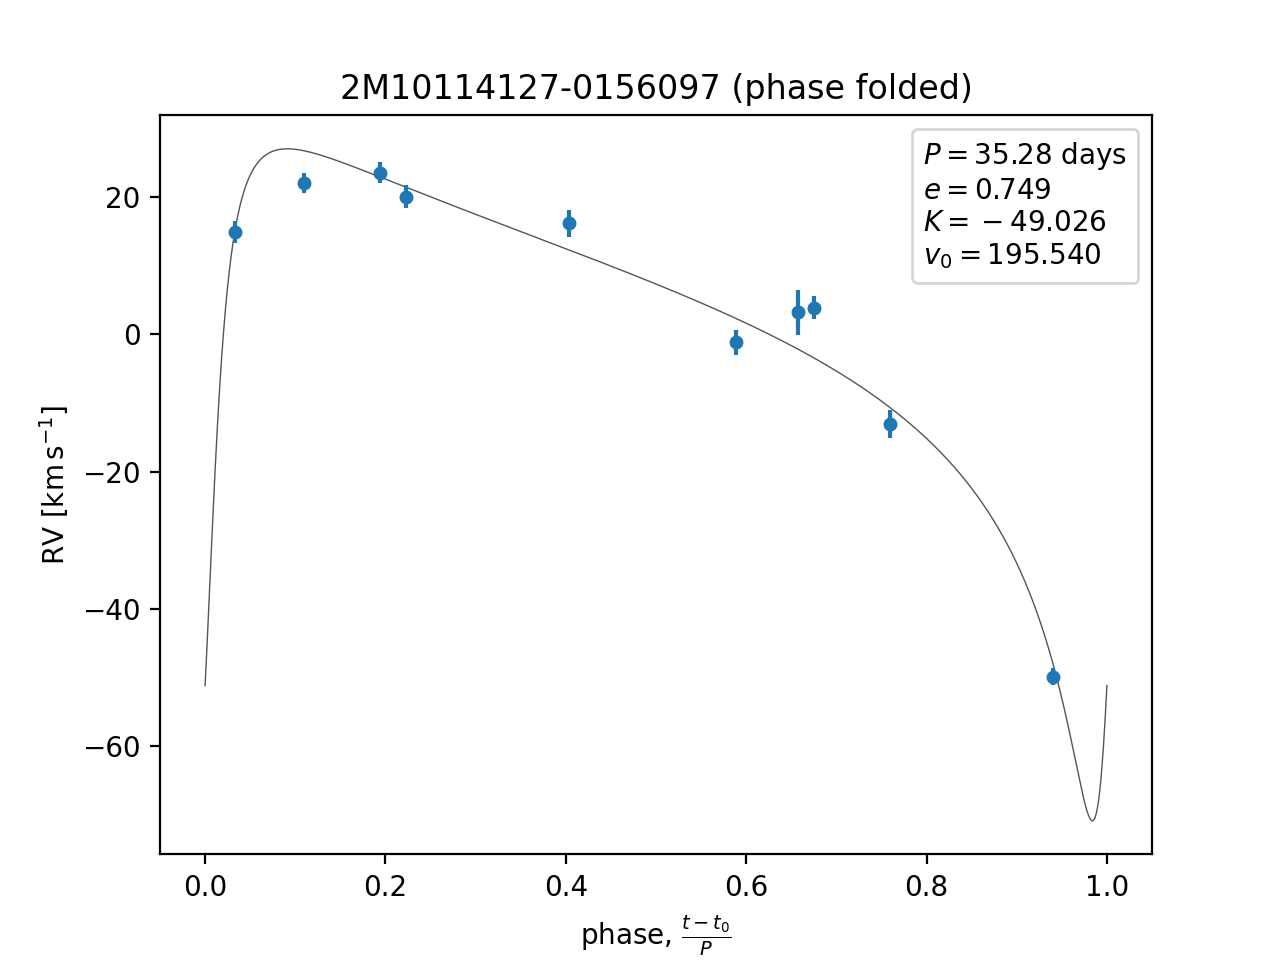 2M10114127-0156097 (phase folded)
P = 35.28 days
e = 0.749
K = −49.026
v₀ = 195.540
20
0
−20
−40
−60
RV [km s⁻¹]
0.0 0.2 0.4 0.6 0.8 1.0
phase, (t − t₀)/P